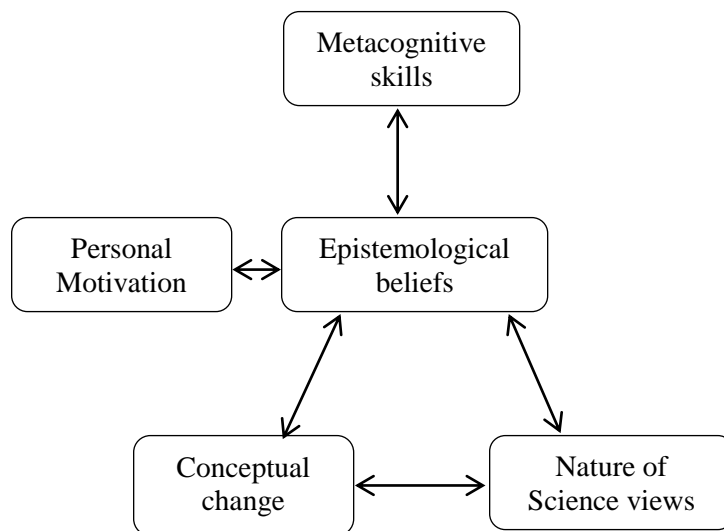 Metacognitive
skills
Personal
Motivation
Epistemological
beliefs
Conceptual
change
Nature of
Science views